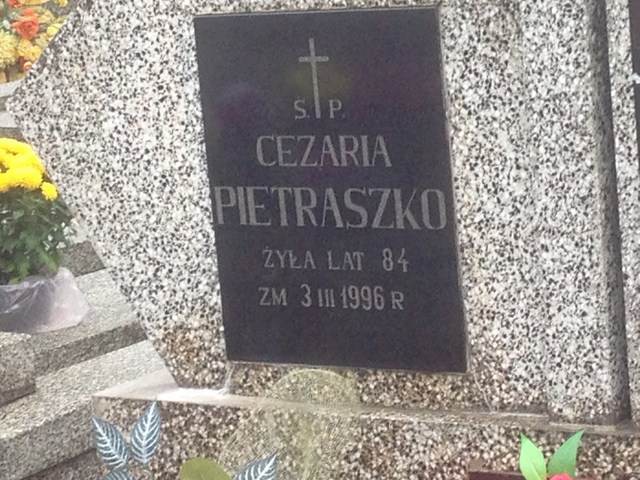 Ś. P.
CEZARIA
PIETRASZKO
ŻYŁA LAT 84
ZM 3 III 1996 R